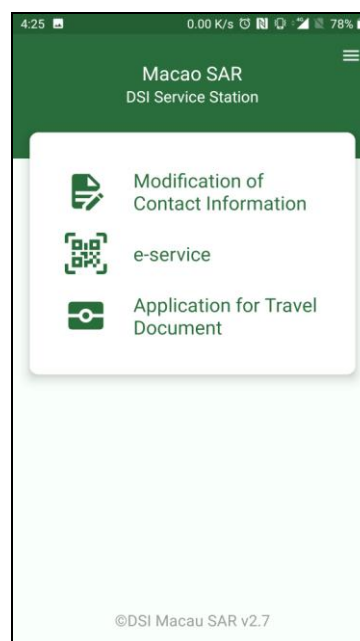 4:25 0.00 K/s 4G 78%
Macao SAR
DSI Service Station
Modification of
Contact Information
e-service
Application for Travel
Document
©DSI Macau SAR v2.7